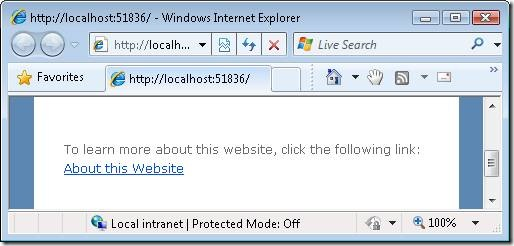 http://localhost:51836/ - Windows Internet Explorer
http://localh...
Live Search
Favorites
http://localhost:51836/
To learn more about this website, click the following link:
About this Website
Local intranet | Protected Mode: Off
100%